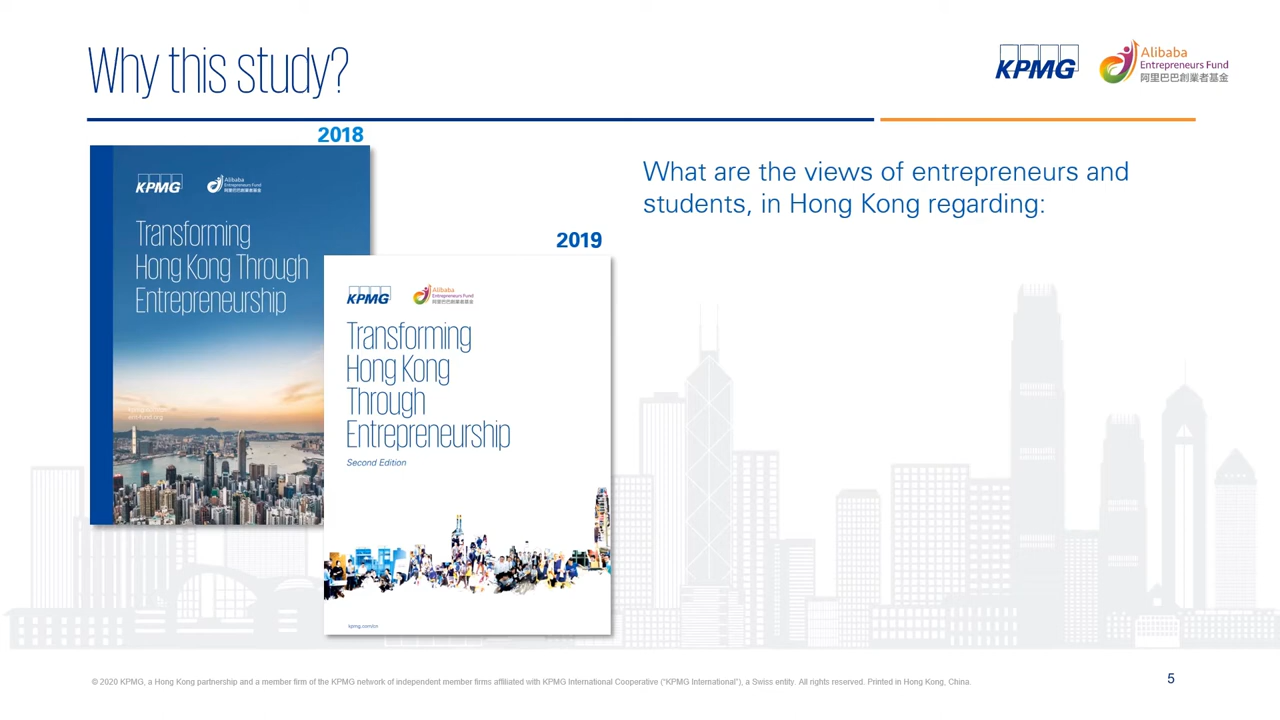 Why this study?
KPMG
Alibaba
Entrepreneurs Fund
阿里巴巴創業者基金
2018
KPMG
Alibaba
Entrepreneurs Fund
阿里巴巴創業者基金
Transforming
Hong Kong Through
Entrepreneurship
2019
KPMG
Alibaba
Entrepreneurs Fund
阿里巴巴創業者基金
Transforming
Hong Kong
Through
Entrepreneurship
Second Edition
kpmg.com/cn
What are the views of entrepreneurs and
students, in Hong Kong regarding:
© 2020 KPMG, a Hong Kong partnership and a member firm of the KPMG network of independent member firms affiliated with KPMG International Cooperative ("KPMG International"), a Swiss entity. All rights reserved. Printed in Hong Kong, China.
5